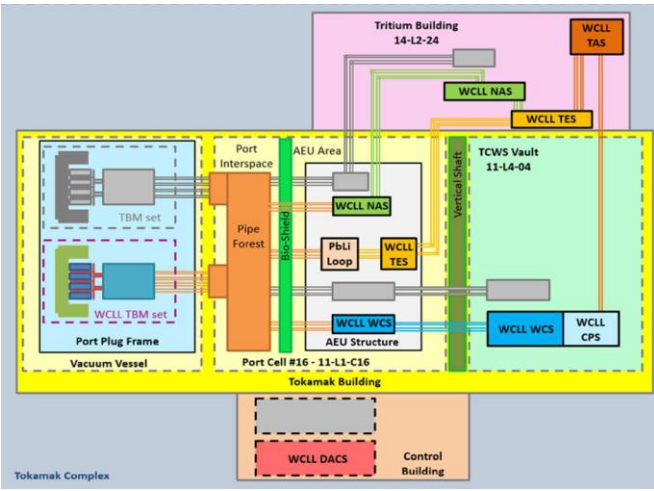 Tritium Building
14-L2-24
WCLL
TAS
WCLL NAS
WCLL TES
Port
Interspace
AEU Area
TCWS Vault
11-L4-04
Vertical Shaft
Bio-Shield
TBM set
WCLL NAS
Pipe
Forest
PbLi
Loop
WCLL
TES
WCLL TBM set
WCLL WCS
WCLL WCS
WCLL
CPS
Port Plug Frame
AEU Structure
Vacuum Vessel
Port Cell #16 - 11-L1-C16
Tokamak Building
WCLL DACS
Control
Building
Tokamak Complex